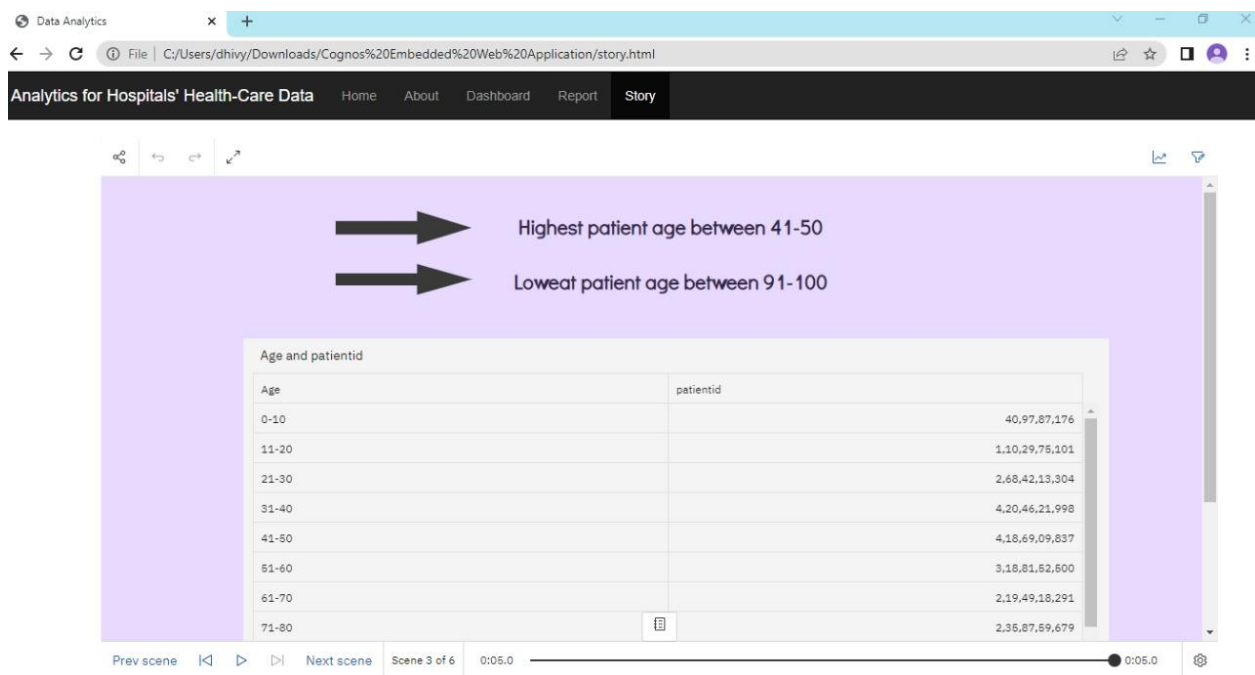 Data Analytics
File | C:/Users/dhivy/Downloads/Cognos%20Embedded%20Web%20Application/story.html
Analytics for Hospitals' Health-Care Data Home About Dashboard Report Story
Highest patient age between 41-50
Loweat patient age between 91-100
Age and patientid
Age patientid
0-10 40,97,87,176
11-20 1,10,29,75,101
21-30 2,68,42,13,304
31-40 4,20,46,21,998
41-50 4,18,69,09,837
51-60 3,18,81,52,500
61-70 2,19,49,18,291
71-80 2,35,87,59,679
Prev scene Next scene Scene 3 of 6 0:05.0 0:05.0